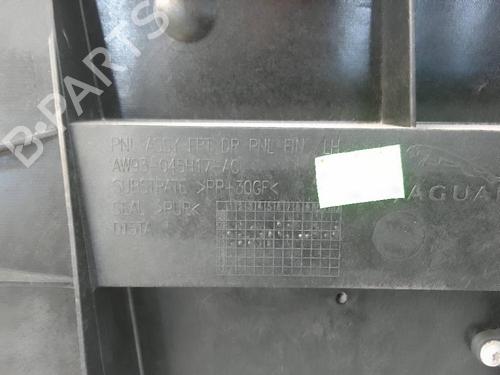 B-PARTS
PNL ASSY FRT DR PNL FIN LH
AW93-045H17-AC
SUBSTRATE >PP-30GF<
SEAL >PUR<
JAGUAR